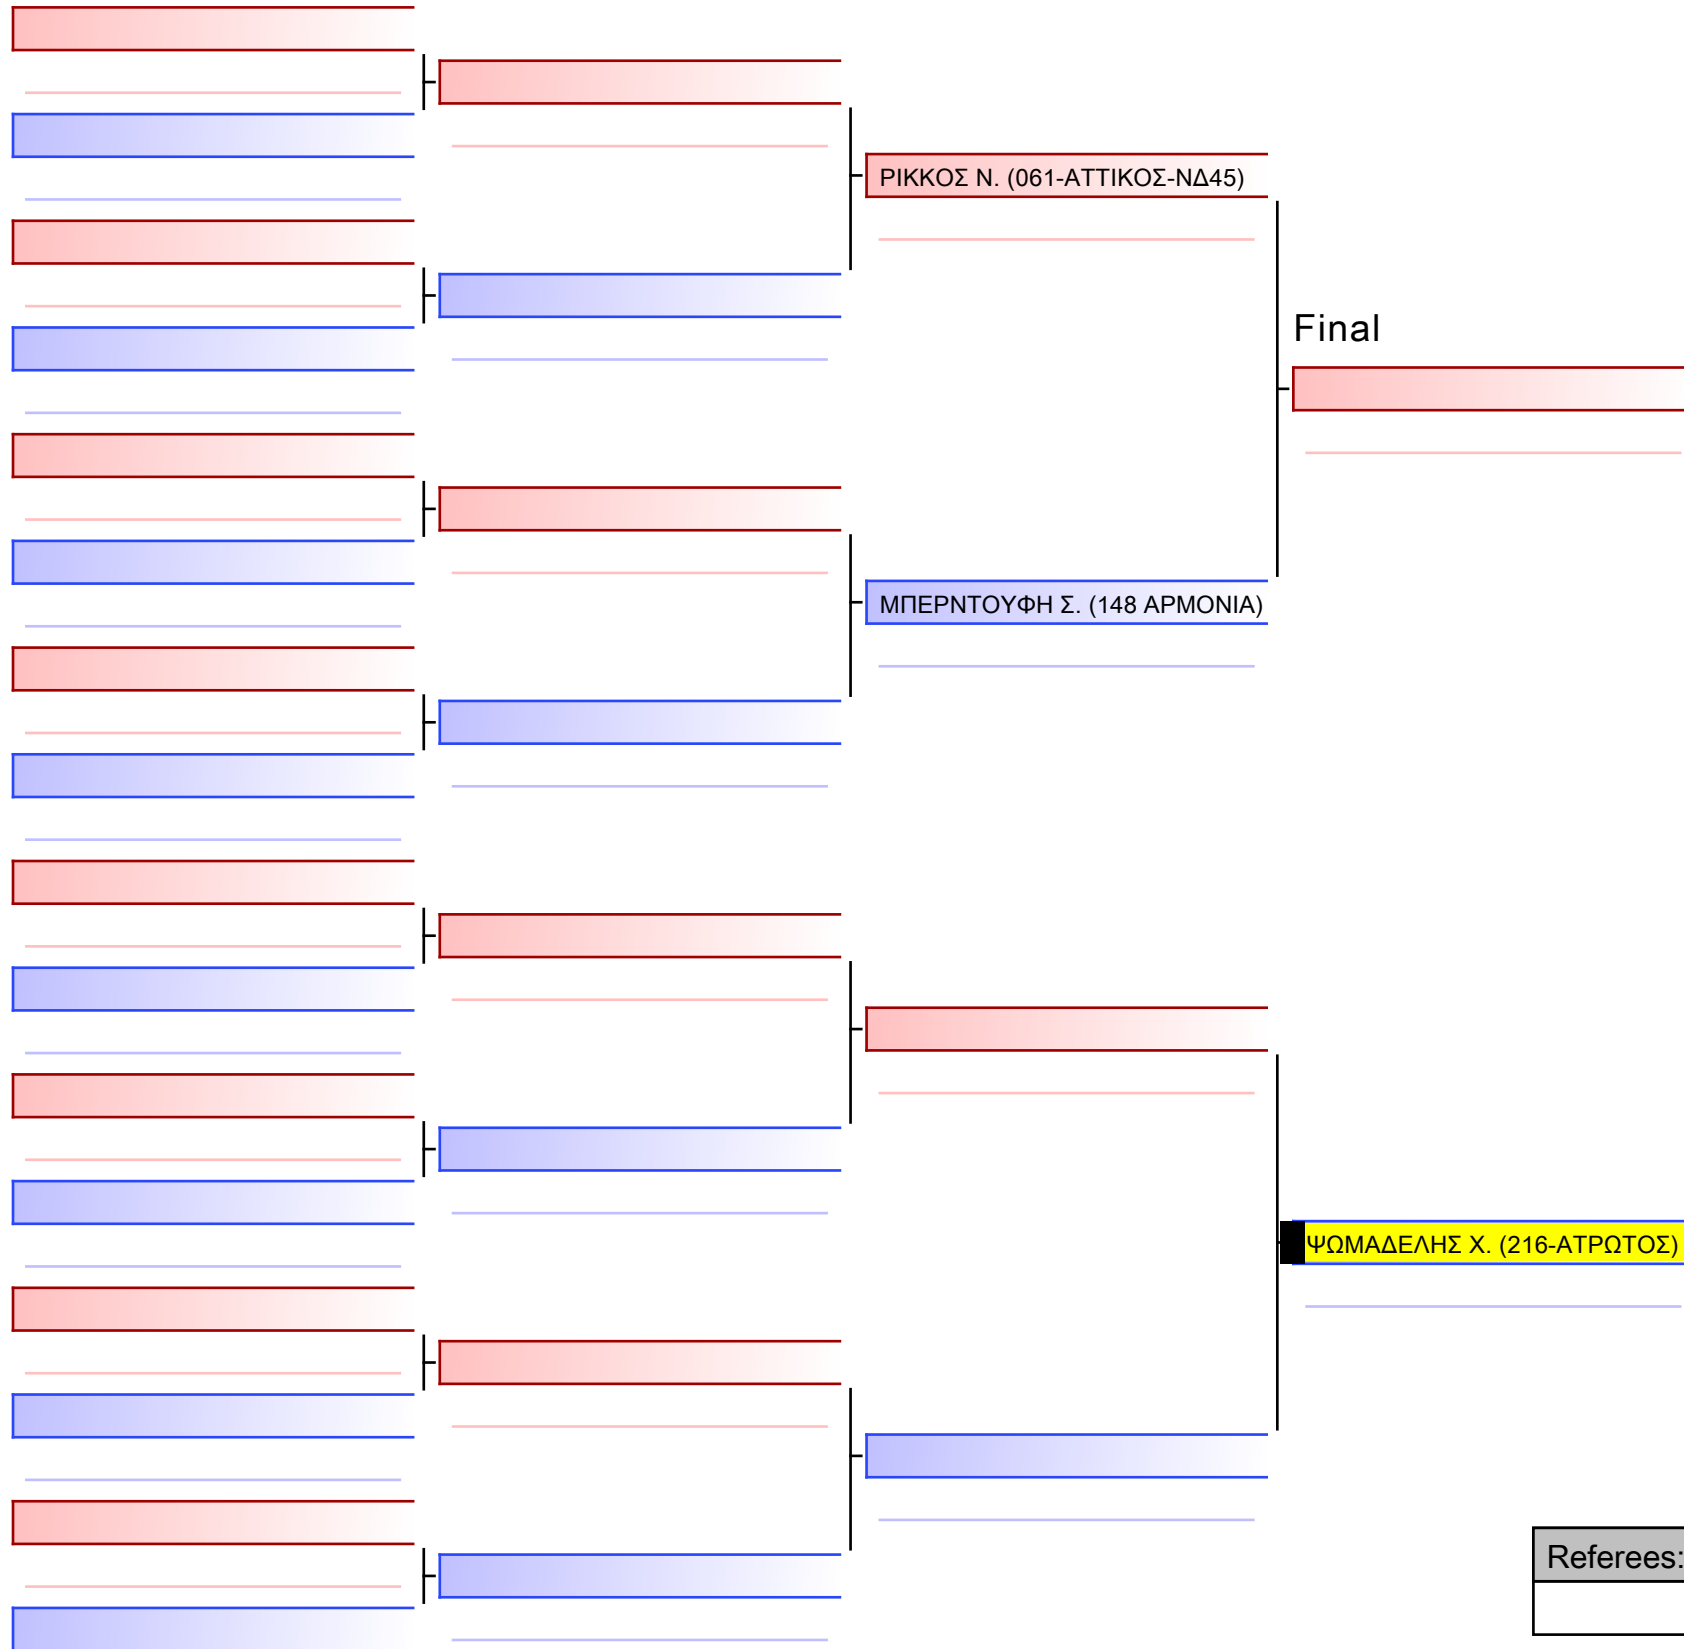 ΡΙΚΚΟΣ Ν. (061-ΑΤΤΙΚΟΣ-ΝΔ45)
Final
ΜΠΕΡΝΤΟΥΦΗ Σ. (148 ΑΡΜΟΝΙΑ)
ΨΩΜΑΔΕΛΗΣ Χ. (216-ΑΤΡΩΤΟΣ)
Referees: